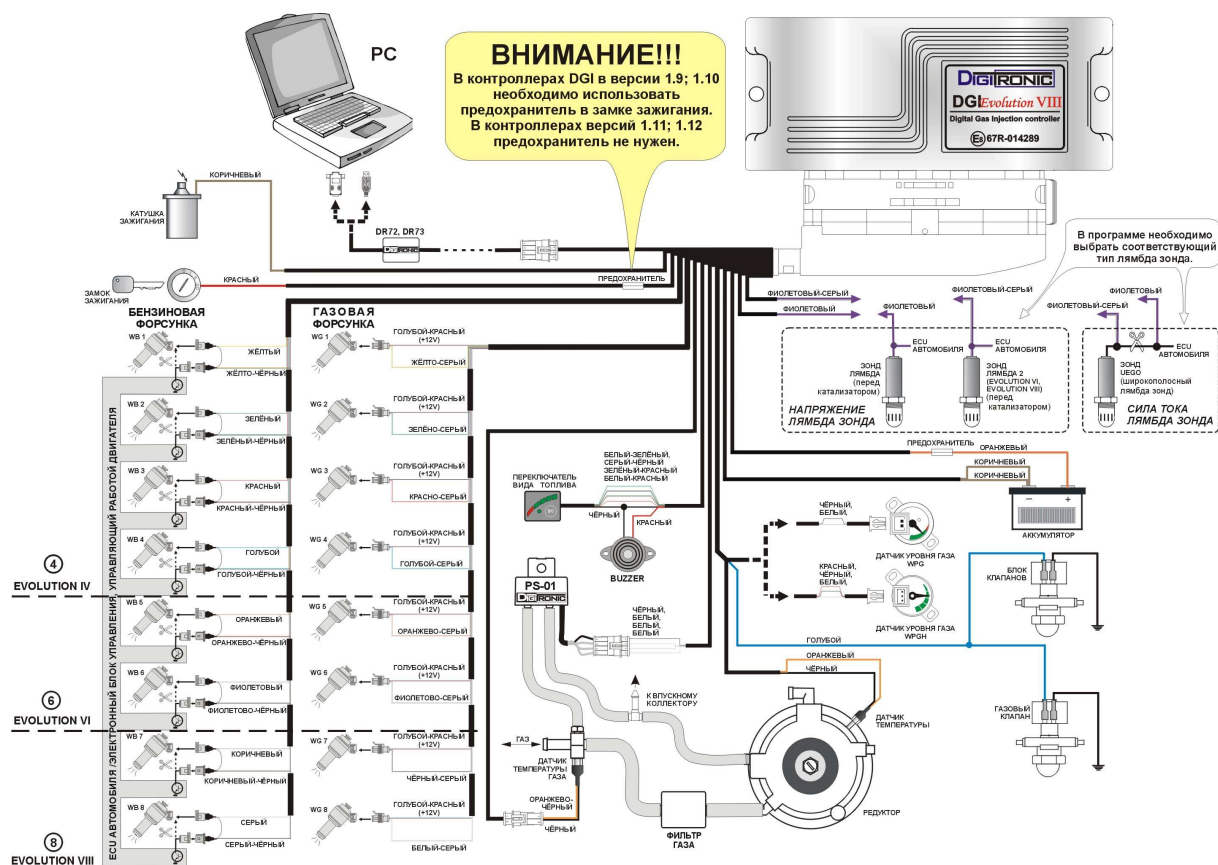 PC
ВНИМАНИЕ!!!
В контроллерах DGI в версии 1.9; 1.10
необходимо использовать
предохранитель в замке зажигания.
В контроллерах версий 1.11; 1.12
предохранитель не нужен.
DIGITRONIC
DGI Evolution VIII
Digital Gas Injection controller
E8 67R-014289
КОРИЧНЕВЫЙ
КАТУШКА
ЗАЖИГАНИЯ
DR72, DR73
DIGITRONIC
В программе необходимо
выбрать соответствующий
тип лямбда зонда.
КРАСНЫЙ
ПРЕДОХРАНИТЕЛЬ
ЗАМОК
ЗАЖИГАНИЯ
ФИОЛЕТОВЫЙ-СЕРЫЙ
ФИОЛЕТОВЫЙ
ФИОЛЕТОВЫЙ
ФИОЛЕТОВЫЙ-СЕРЫЙ
ФИОЛЕТОВЫЙ
ФИОЛЕТОВЫЙ-СЕРЫЙ
ECU
АВТОМОБИЛЯ
ECU
АВТОМОБИЛЯ
ECU
АВТОМОБИЛЯ
ЗОНД
ЛЯМБДА
(перед
катализатором)
ЗОНД
ЛЯМБДА 2
(EVOLUTION VI,
EVOLUTION VIII)
(перед
катализатором)
ЗОНД
UEGO
(широкополосный
лямбда зонд)
НАПРЯЖЕНИЕ
ЛЯМБДА ЗОНДА
СИЛА ТОКА
ЛЯМБДА ЗОНДА
БЕНЗИНОВАЯ
ФОРСУНКА
ГАЗОВАЯ
ФОРСУНКА
WB 1
ЖЁЛТЫЙ
ЖЁЛТО-ЧЁРНЫЙ
WG 1
ГОЛУБОЙ-КРАСНЫЙ
(+12V)
ЖЁЛТО-СЕРЫЙ
WB 2
ЗЕЛЁНЫЙ
ЗЕЛЁНЫЙ-ЧЁРНЫЙ
WG 2
ГОЛУБОЙ-КРАСНЫЙ
(+12V)
ЗЕЛЁНО-СЕРЫЙ
WB 3
КРАСНЫЙ
КРАСНЫЙ-ЧЁРНЫЙ
WG 3
ГОЛУБОЙ-КРАСНЫЙ
(+12V)
КРАСНО-СЕРЫЙ
WB 4
ГОЛУБОЙ
ГОЛУБОЙ-ЧЁРНЫЙ
WG 4
ГОЛУБОЙ-КРАСНЫЙ
(+12V)
ГОЛУБОЙ-СЕРЫЙ
4
EVOLUTION IV
WB 5
ОРАНЖЕВЫЙ
ОРАНЖЕВО-ЧЁРНЫЙ
WG 5
ГОЛУБОЙ-КРАСНЫЙ
(+12V)
ОРАНЖЕВО-СЕРЫЙ
WB 6
ФИОЛЕТОВЫЙ
ФИОЛЕТОВО-ЧЁРНЫЙ
WG 6
ГОЛУБОЙ-КРАСНЫЙ
(+12V)
ФИОЛЕТОВО-СЕРЫЙ
6
EVOLUTION VI
WB 7
КОРИЧНЕВЫЙ
КОРИЧНЕВЫЙ-ЧЁРНЫЙ
WG 7
ГОЛУБОЙ-КРАСНЫЙ
(+12V)
ЧЁРНЫЙ-СЕРЫЙ
WB 8
СЕРЫЙ
СЕРЫЙ-ЧЁРНЫЙ
WG 8
ГОЛУБОЙ-КРАСНЫЙ
(+12V)
БЕЛЫЙ-СЕРЫЙ
8
EVOLUTION VIII
ECU АВТОМОБИЛЯ /ЭЛЕКТРОННЫЙ БЛОК УПРАВЛЕНИЯ, УПРАВЛЯЮЩИЙ РАБОТОЙ ДВИГАТЕЛЯ
ПЕРЕКЛЮЧАТЕЛЬ
ВИДА ТОПЛИВА
БЕЛЫЙ-ЗЕЛЁНЫЙ,
СЕРЫЙ-ЧЁРНЫЙ
ЗЕЛЁНЫЙ-КРАСНЫЙ
БЕЛЫЙ-КРАСНЫЙ
ЧЁРНЫЙ
КРАСНЫЙ
BUZZER
PS-01
DIGITRONIC
ЧЁРНЫЙ,
БЕЛЫЙ,
БЕЛЫЙ,
БЕЛЫЙ
ПРЕДОХРАНИТЕЛЬ
ОРАНЖЕВЫЙ
КОРИЧНЕВЫЙ
КОРИЧНЕВЫЙ
− +
АККУМУЛЯТОР
ЧЁРНЫЙ,
БЕЛЫЙ,
ДАТЧИК УРОВНЯ ГАЗА
WPG
КРАСНЫЙ,
ЧЁРНЫЙ,
БЕЛЫЙ,
ДАТЧИК УРОВНЯ ГАЗА
WPGH
БЛОК
КЛАПАНОВ
ГОЛУБОЙ
ОРАНЖЕВЫЙ
ЧЁРНЫЙ
К ВПУСКНОМУ
КОЛЛЕКТОРУ
ДАТЧИК
ТЕМПЕРАТУРЫ
ГАЗОВЫЙ
КЛАПАН
ГАЗ
ДАТЧИК
ТЕМПЕРАТУРЫ
ГАЗА
ОРАНЖЕВО-
ЧЁРНЫЙ
ЧЁРНЫЙ
ФИЛЬТР
ГАЗА
РЕДУКТОР